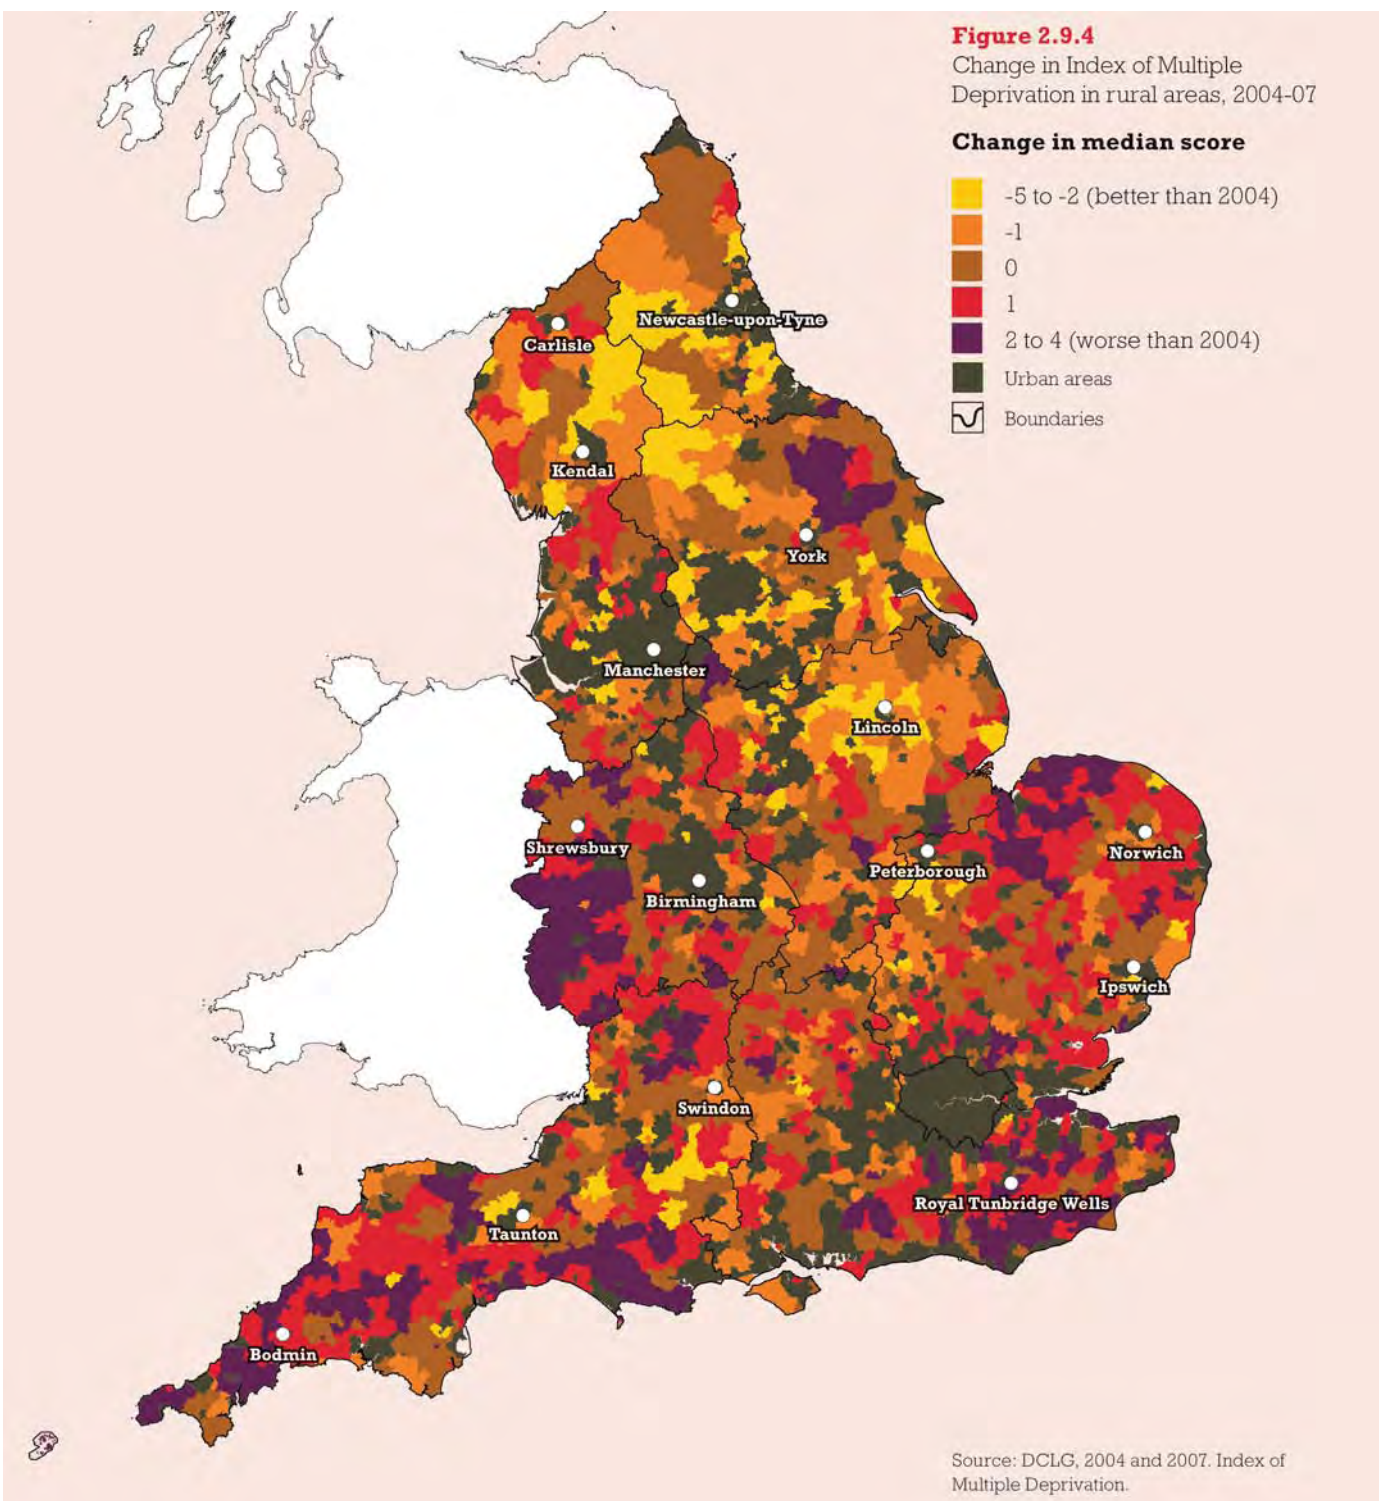 Figure 2.9.4
Change in Index of Multiple
Deprivation in rural areas, 2004-07
Change in median score
-5 to -2 (better than 2004)
-1
0
1
2 to 4 (worse than 2004)
Urban areas
Boundaries
Newcastle-upon-Tyne
Carlisle
Kendal
York
Manchester
Lincoln
Shrewsbury
Norwich
Peterborough
Birmingham
Ipswich
Swindon
Royal Tunbridge Wells
Taunton
Bodmin
Source: DCLG, 2004 and 2007. Index of
Multiple Deprivation.